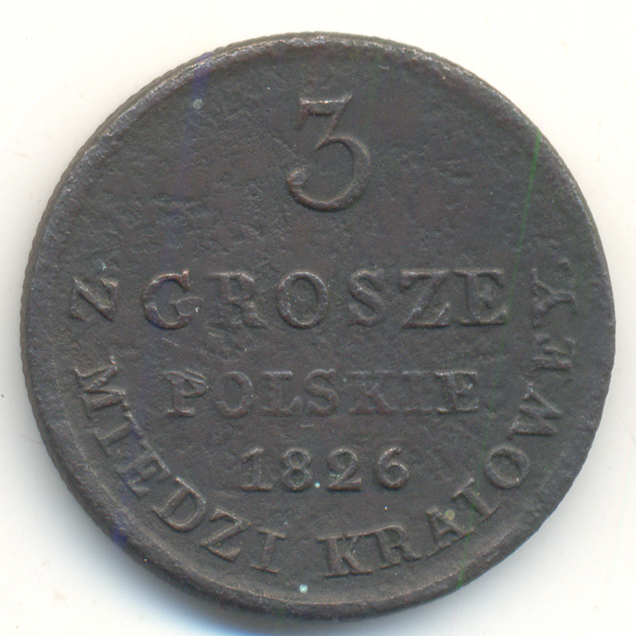 3
GROSZE
POLSKIE
1826
Z MIEDZI KRAIOWEY.